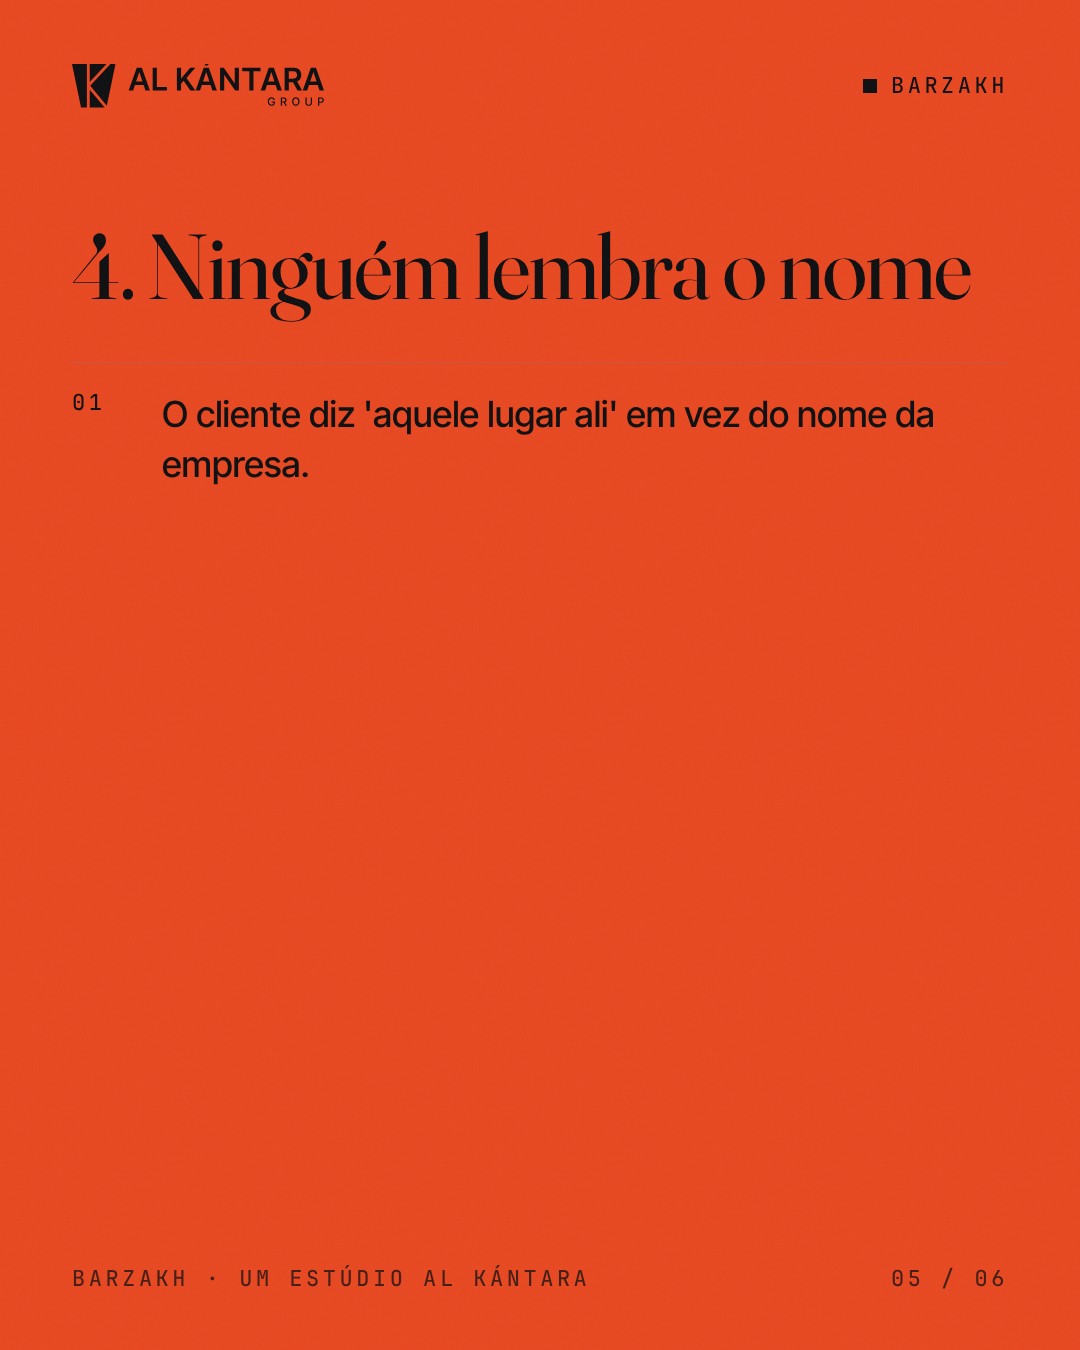 AL KÁNTARA
GROUP
BARZAKH
4. Ninguém lembra o nome
01
O cliente diz 'aquele lugar ali' em vez do nome da
empresa.
BARZAKH · UM ESTÚDIO AL KÁNTARA
05 / 06